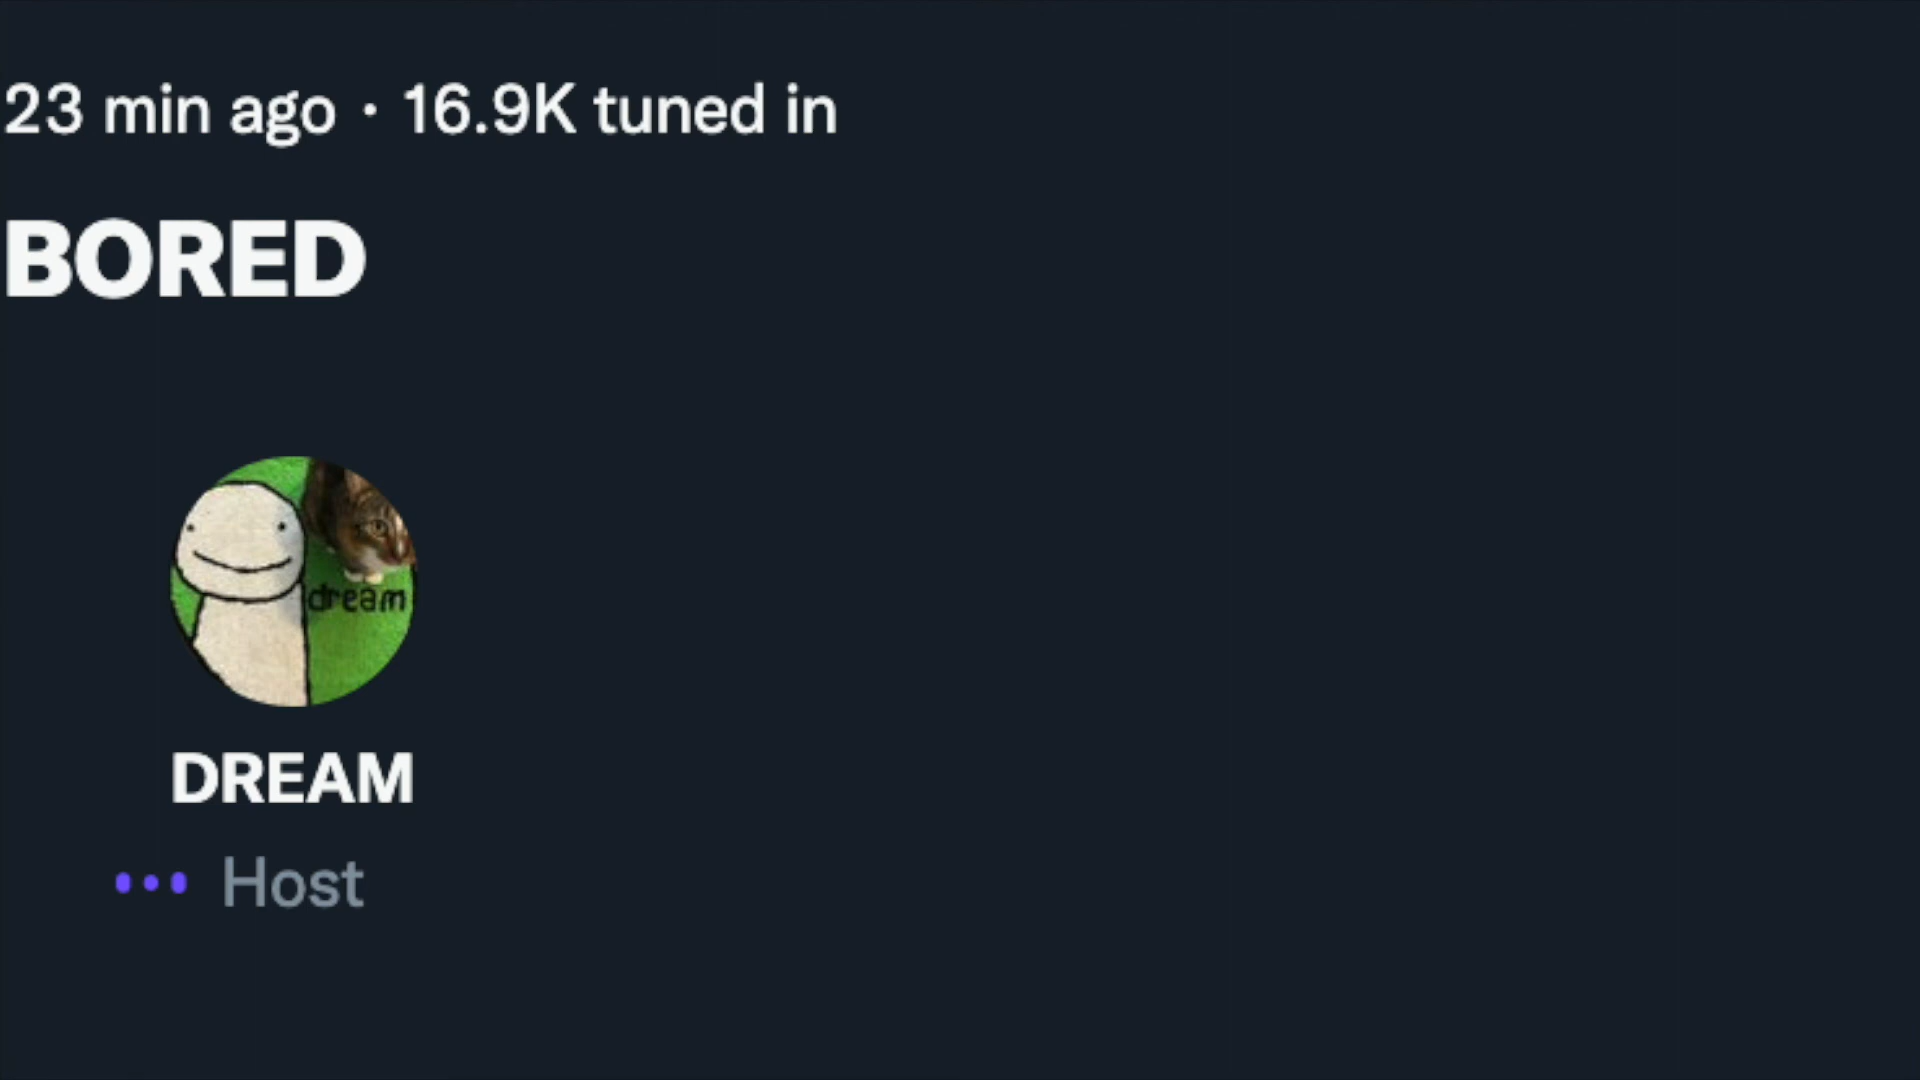 23 min ago · 16.9K tuned in
BORED
dream
DREAM
Host